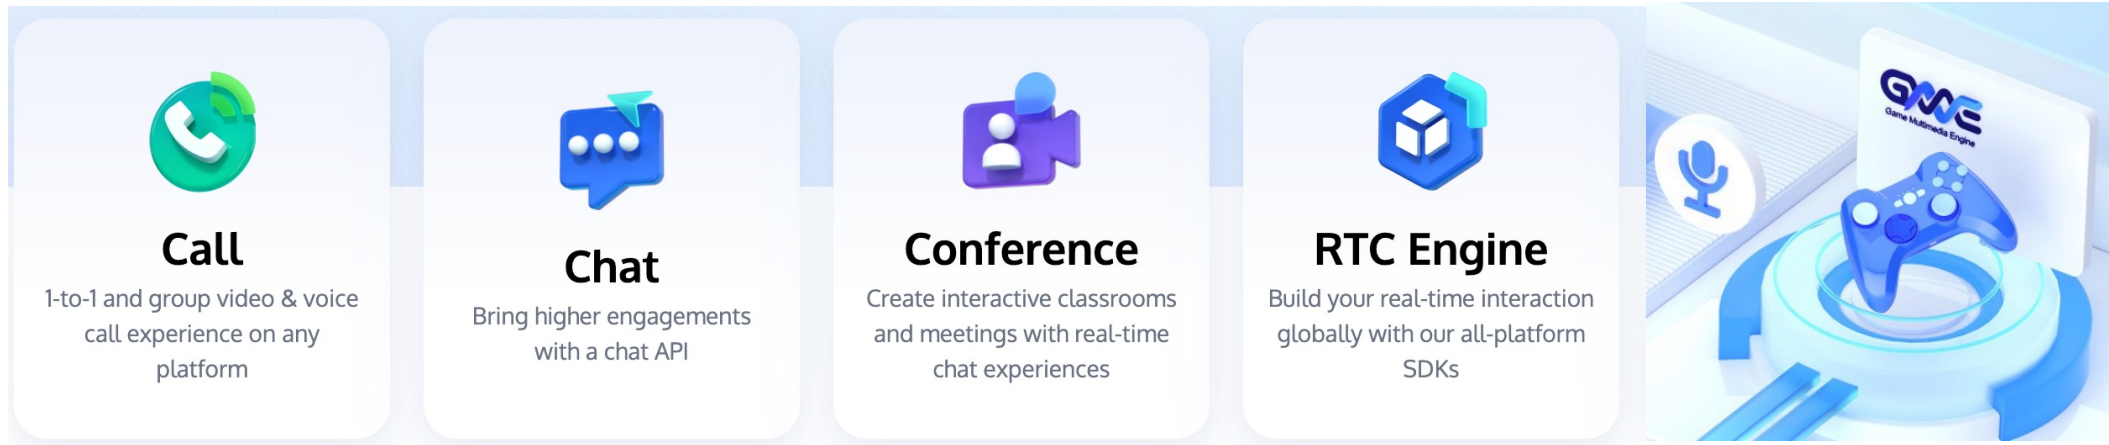 Call
1-to-1 and group video & voice
call experience on any
platform
Chat
Bring higher engagements
with a chat API
Conference
Create interactive classrooms
and meetings with real-time
chat experiences
RTC Engine
Build your real-time interaction
globally with our all-platform
SDKs
GME
Game Multimedia Engine